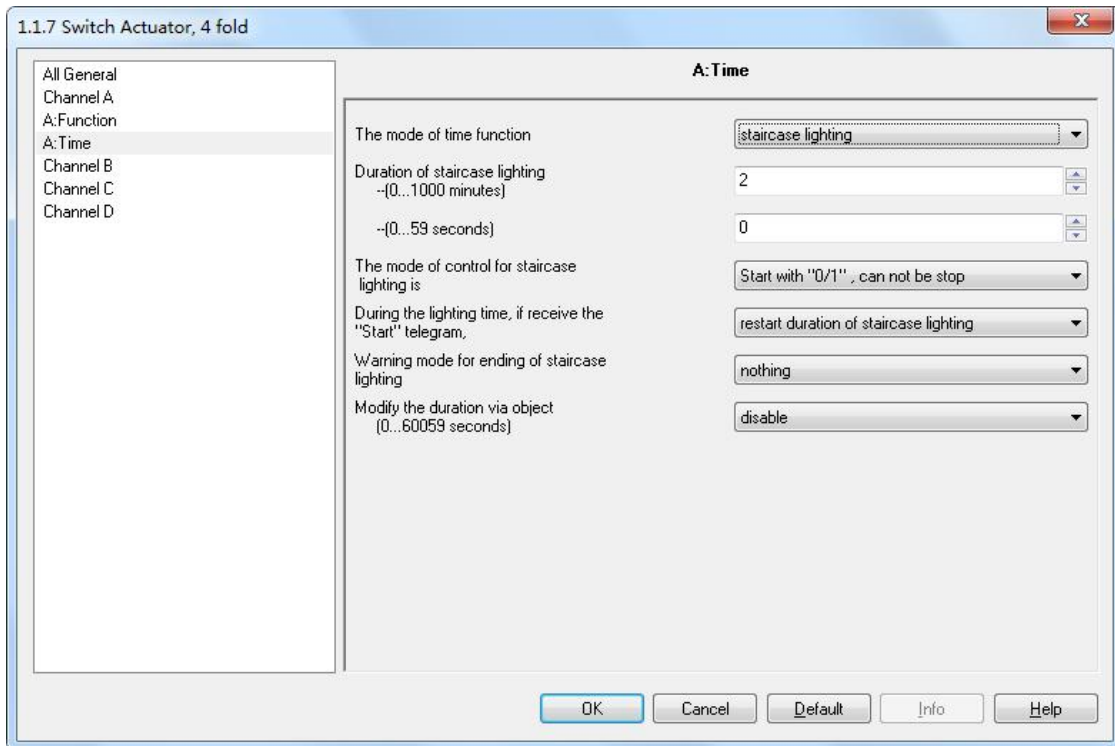 1.1.7 Switch Actuator, 4 fold
x
All General
Channel A
A:Function
A:Time
Channel B
Channel C
Channel D
A:Time
The mode of time function
staircase lighting
Duration of staircase lighting
--(0...1000 minutes)
2
--(0...59 seconds)
0
The mode of control for staircase
lighting is
Start with "0/1" , can not be stop
During the lighting time, if receive the
"Start" telegram,
restart duration of staircase lighting
Warning mode for ending of staircase
lighting
nothing
Modify the duration via object
(0...60059 seconds)
disable
OK
Cancel
Default
Info
Help